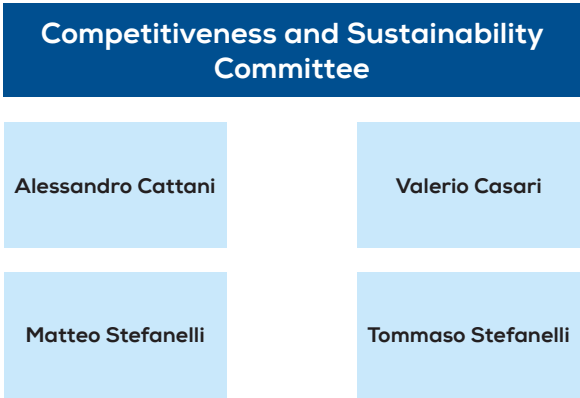 Competitiveness and Sustainability
Committee
Alessandro Cattani
Valerio Casari
Matteo Stefanelli
Tommaso Stefanelli